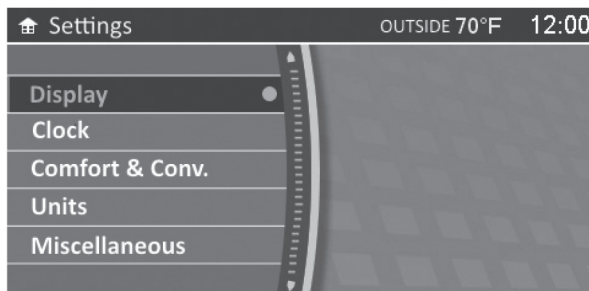 Settings OUTSIDE 70°F 12:00
Display
Clock
Comfort & Conv.
Units
Miscellaneous